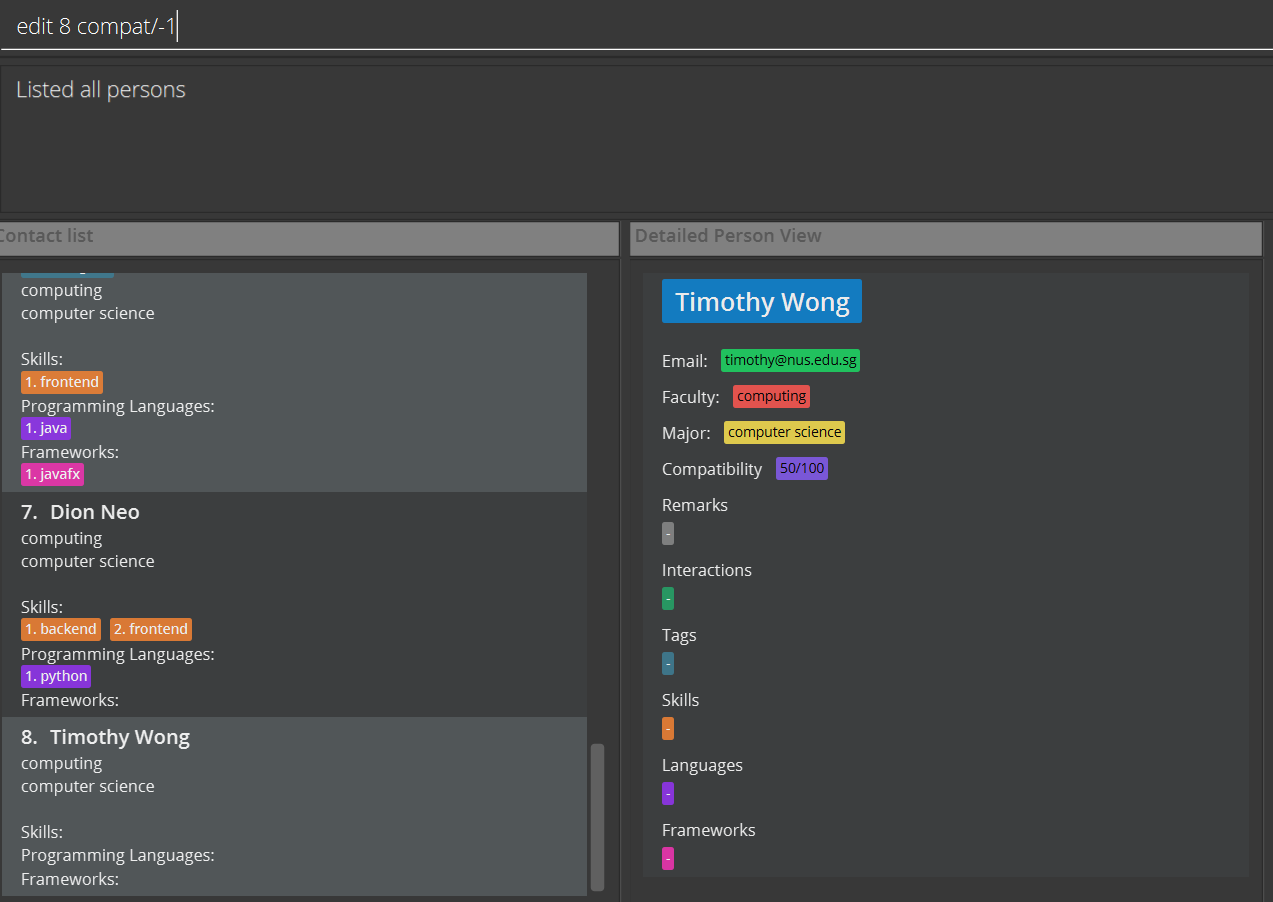 edit 8 compat/-1
Listed all persons
Contact list
computing
computer science
Skills:
1. frontend
Programming Languages:
1. java
Frameworks:
1. javafx
7. Dion Neo
computing
computer science
Skills:
1. backend 2. frontend
Programming Languages:
1. python
Frameworks:
8. Timothy Wong
computing
computer science
Skills:
Programming Languages:
Frameworks:
Detailed Person View
Timothy Wong
Email: timothy@nus.edu.sg
Faculty: computing
Major: computer science
Compatibility 50/100
Remarks
-
Interactions
-
Tags
-
Skills
-
Languages
-
Frameworks
-